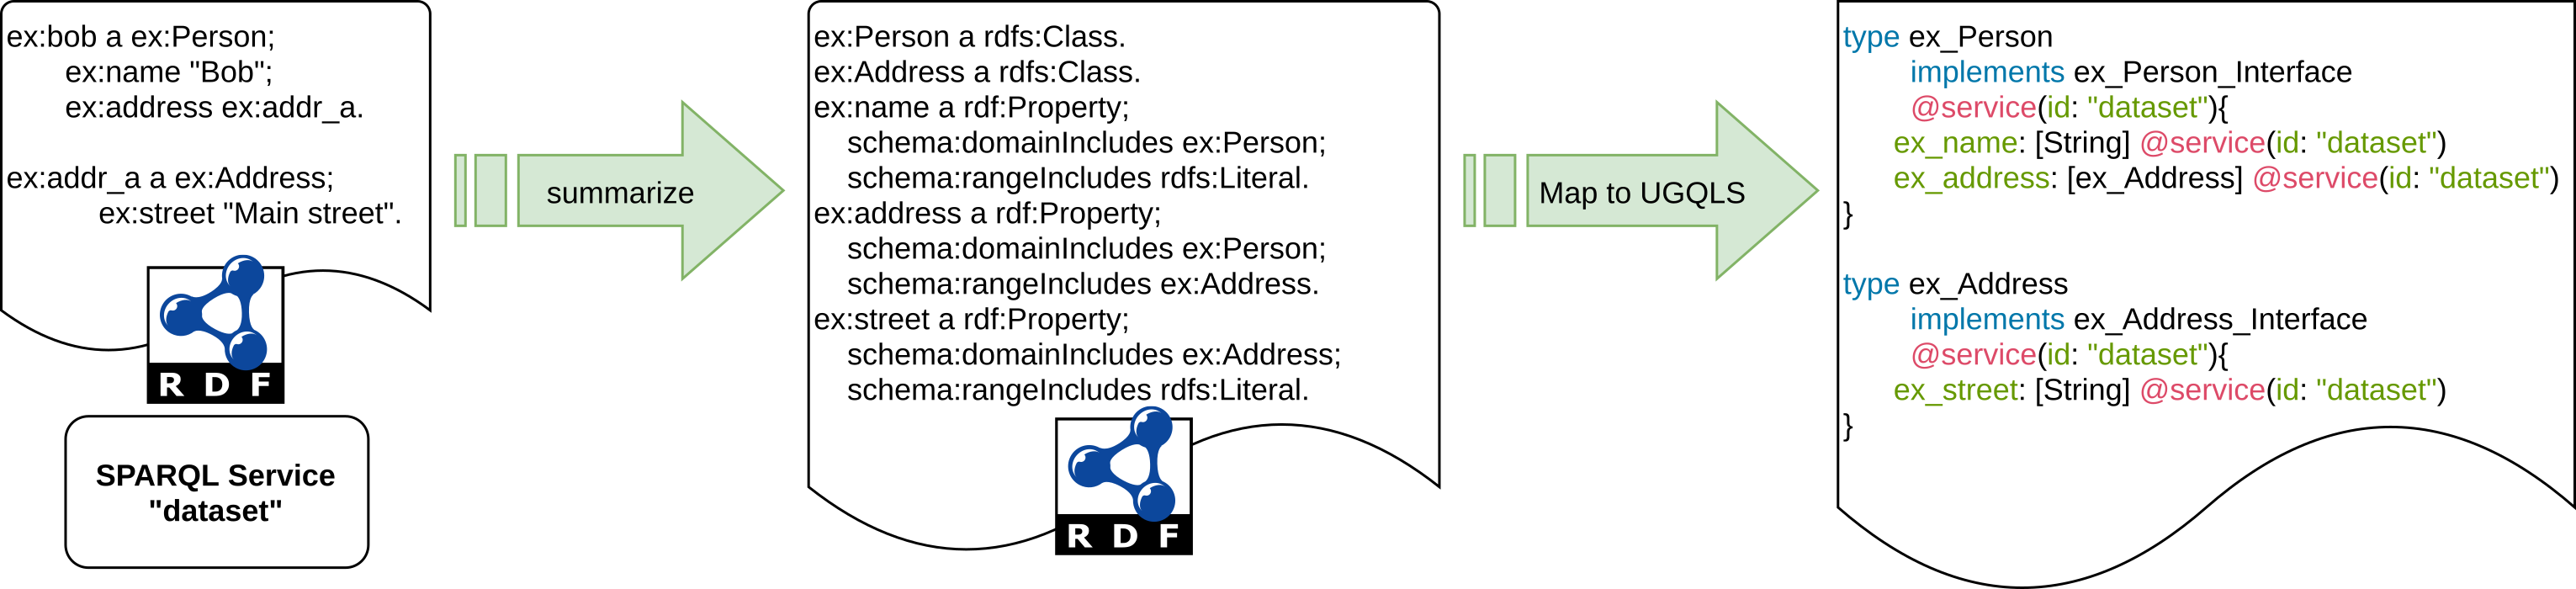 ex:bob a ex:Person;
ex:name "Bob";
ex:address ex:addr_a.
ex:addr_a a ex:Address;
ex:street "Main street".
RDF
SPARQL Service
"dataset"
summarize
ex:Person a rdfs:Class.
ex:Address a rdfs:Class.
ex:name a rdf:Property;
schema:domainIncludes ex:Person;
schema:rangeIncludes rdfs:Literal.
ex:address a rdf:Property;
schema:domainIncludes ex:Person;
schema:rangeIncludes ex:Address.
ex:street a rdf:Property;
schema:domainIncludes ex:Address;
schema:rangeIncludes rdfs:Literal.
RDF
Map to UGQLS
type ex_Person
implements ex_Person_Interface
@service(id: "dataset"){
ex_name: [String] @service(id: "dataset")
ex_address: [ex_Address] @service(id: "dataset")
}
type ex_Address
implements ex_Address_Interface
@service(id: "dataset"){
ex_street: [String] @service(id: "dataset")
}